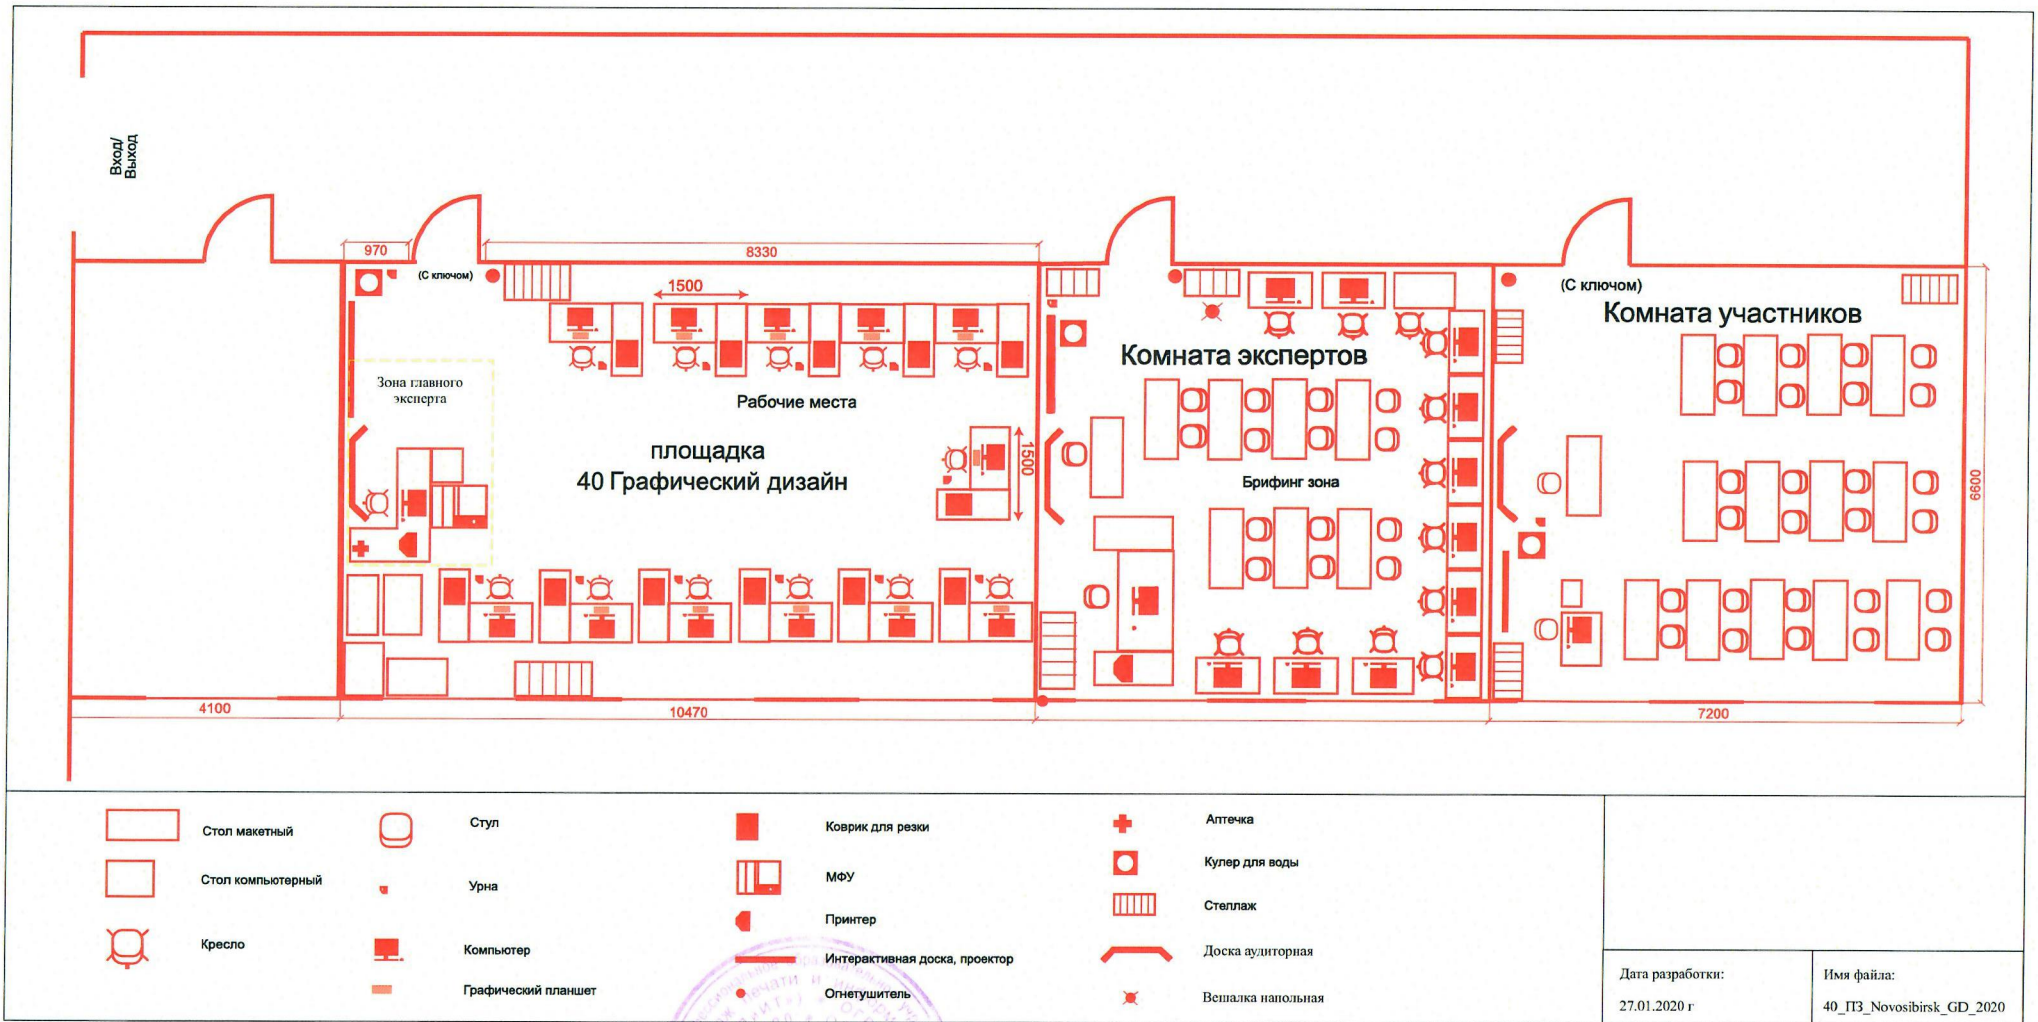 Вход/
Выход
970
(С ключом)
8330
1500
Зона главного
эксперта
Рабочие места
площадка
40 Графический дизайн
1500
Комната экспертов
Брифинг зона
(С ключом)
Комната участников
6600
4100
10470
7200
Стол макетный
Стол компьютерный
Кресло
Стул
Урна
Компьютер
Графический планшет
Коврик для резки
МФУ
Принтер
Интерактивная доска, проектор
Огнетушитель
Аптечка
Кулер для воды
Стеллаж
Доска аудиторная
Вешалка напольная
Дата разработки:
27.01.2020 г
Имя файла:
40_ПЗ_Novosibirsk_GD_2020